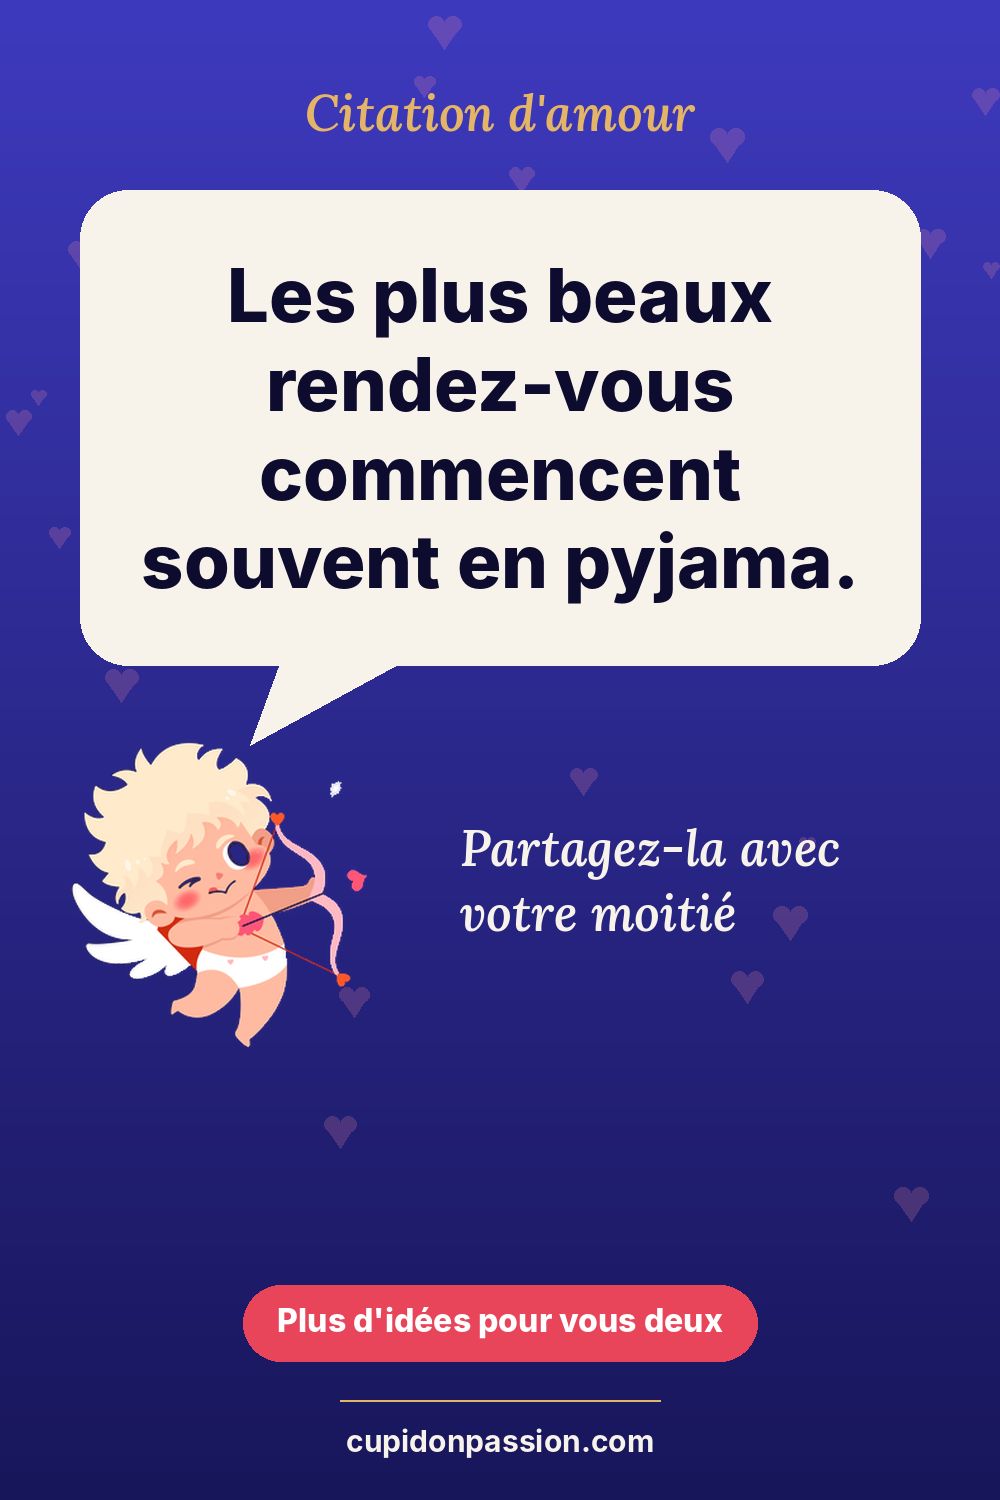 Citation d'amour
Les plus beaux
rendez-vous
commencent
souvent en pyjama.
Partagez-la avec
votre moitié
Plus d'idées pour vous deux
cupidonpassion.com